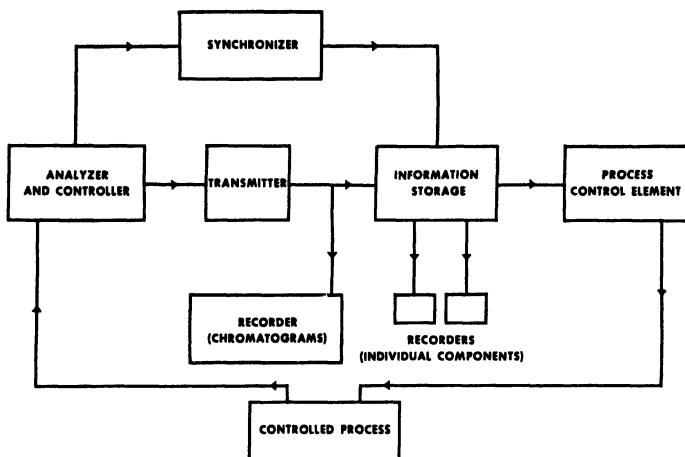 SYNCHRONIZER
ANALYZER
AND CONTROLLER
TRANSMITTER
INFORMATION
STORAGE
PROCESS
CONTROL ELEMENT
RECORDER
(CHROMATOGRAMS)
RECORDERS
(INDIVIDUAL COMPONENTS)
CONTROLLED PROCESS